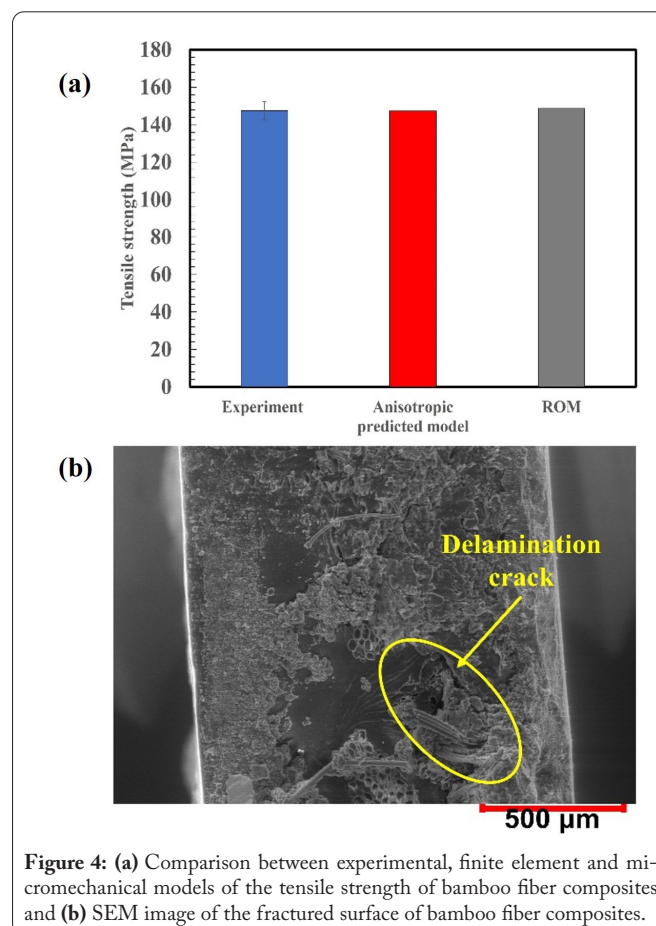 (a)
Tensile strength (MPa)
180
160
140
120
100
80
60
40
20
0
Experiment
Anisotropic
predicted model
ROM
(b)
Delamination
crack
500 µm
Figure 4: (a) Comparison between experimental, finite element and mi-
cromechanical models of the tensile strength of bamboo fiber composites
and (b) SEM image of the fractured surface of bamboo fiber composites.